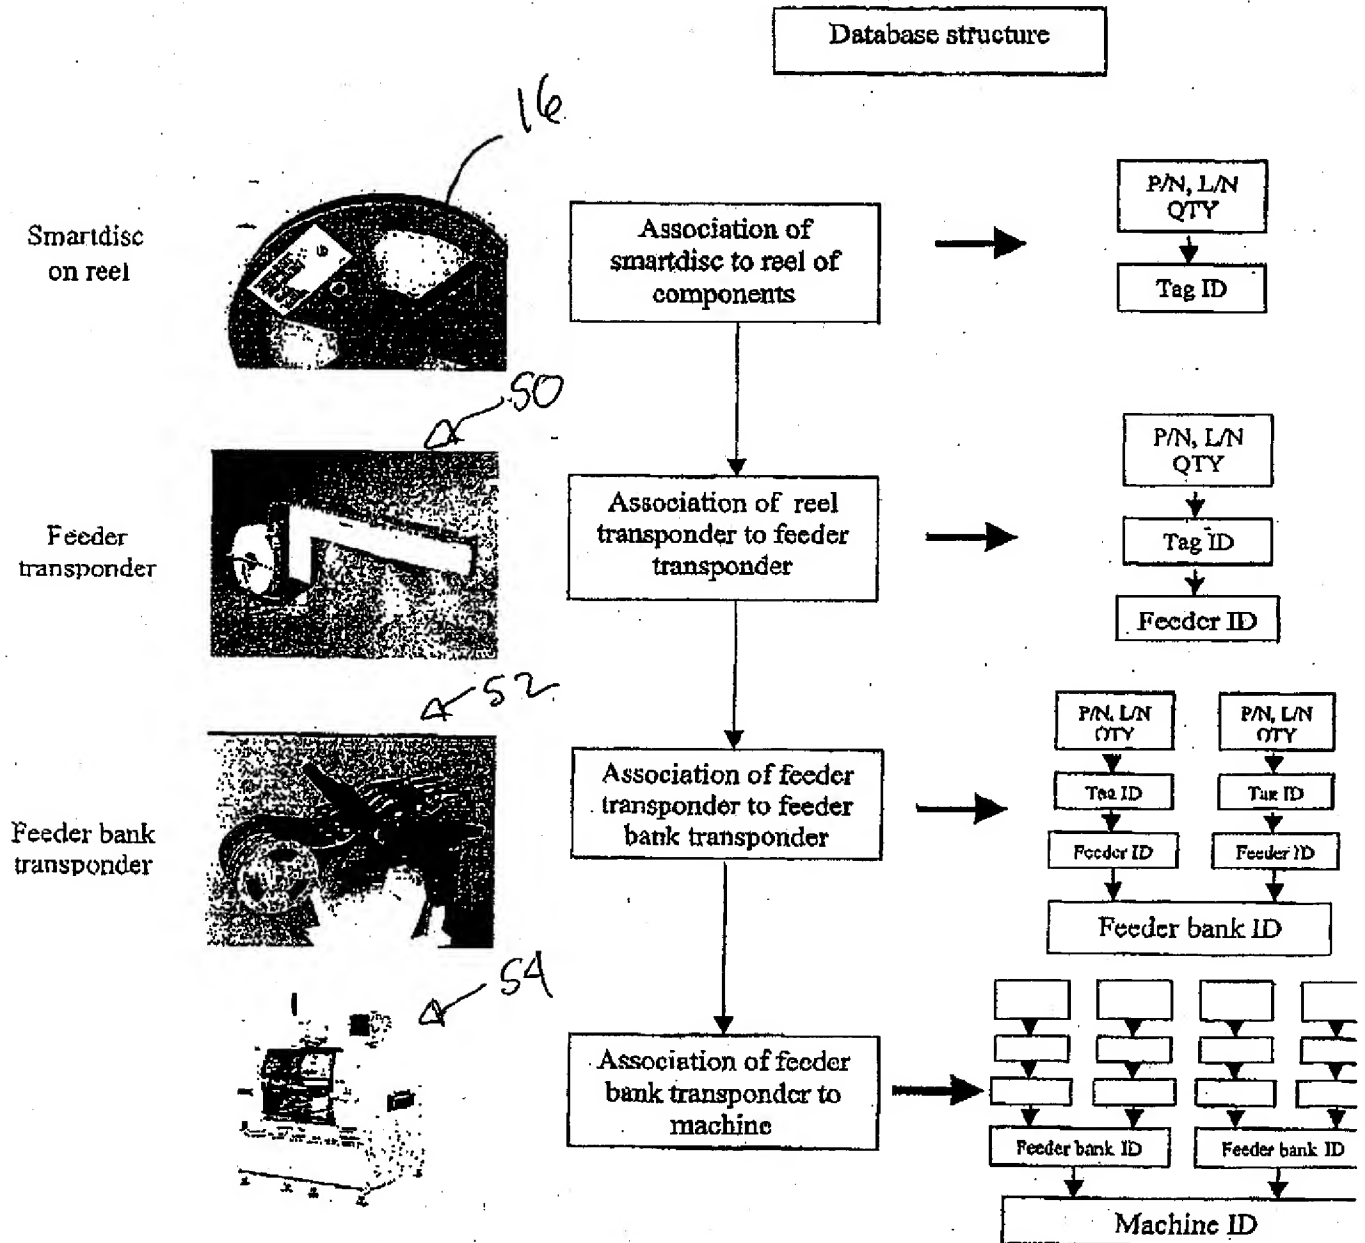 Database structure
16
Smartdisc
on reel
Association of
smartdisc to reel of
components
P/N, L/N
QTY
Tag ID
50
Feeder
transponder
Association of reel
transponder to feeder
transponder
P/N, L/N
QTY
Tag ID
Feeder ID
52
Feeder bank
transponder
Association of feeder
transponder to feeder
bank transponder
P/N, L/N
QTY
P/N, L/N
QTY
Tag ID
Tag ID
Feeder ID
Feeder ID
Feeder bank ID
54
Association of feeder
bank transponder to
machine
Feeder bank ID
Feeder bank ID
Machine ID